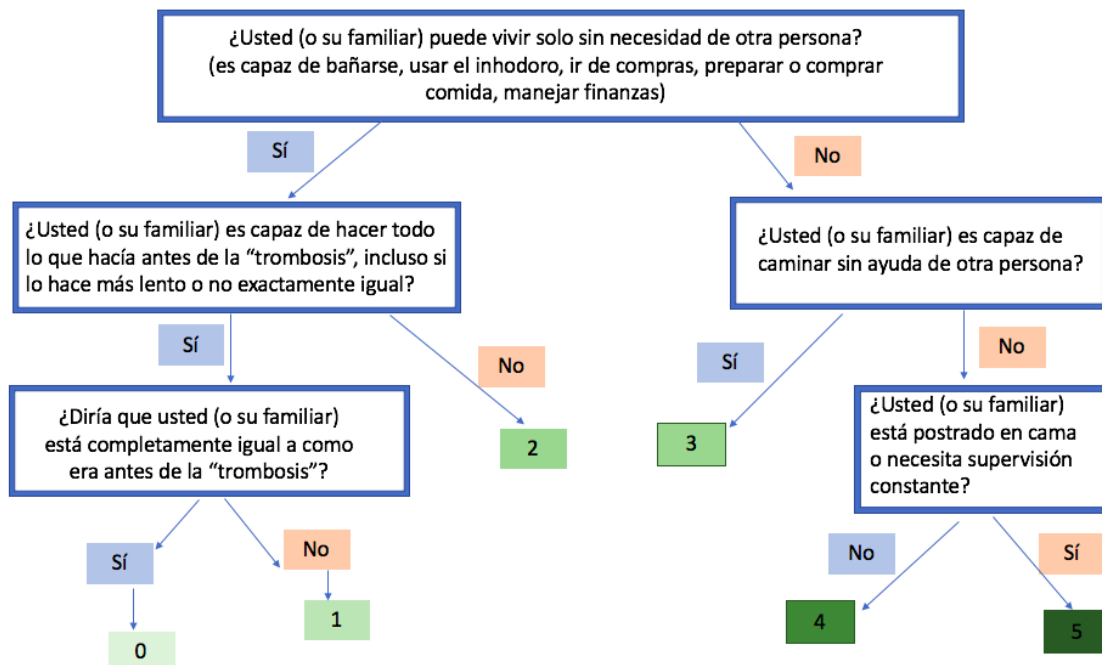 ¿Usted (o su familiar) puede vivir solo sin necesidad de otra persona?
(es capaz de bañarse, usar el inhodoro, ir de compras, preparar o comprar
comida, manejar finanzas)
Sí
No
¿Usted (o su familiar) es capaz de hacer todo
lo que hacía antes de la “trombosis”, incluso si
lo hace más lento o no exactamente igual?
¿Usted (o su familiar) es capaz de
caminar sin ayuda de otra persona?
Sí
No
Sí
No
¿Diría que usted (o su familiar)
está completamente igual a como
era antes de la “trombosis”?
2
3
¿Usted (o su familiar)
está postrado en cama
o necesita supervisión
constante?
Sí
No
No
Sí
0
1
4
5